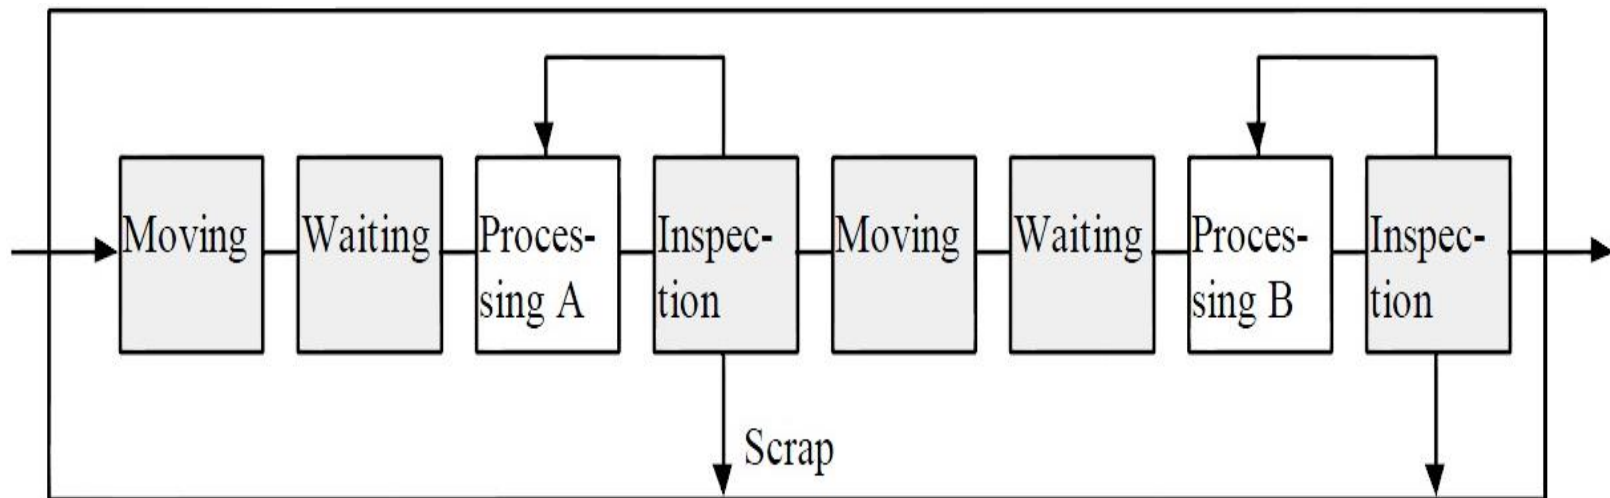 Moving
Waiting
Proces-
sing A
Inspec-
tion
Moving
Waiting
Proces-
sing B
Inspec-
tion
Scrap